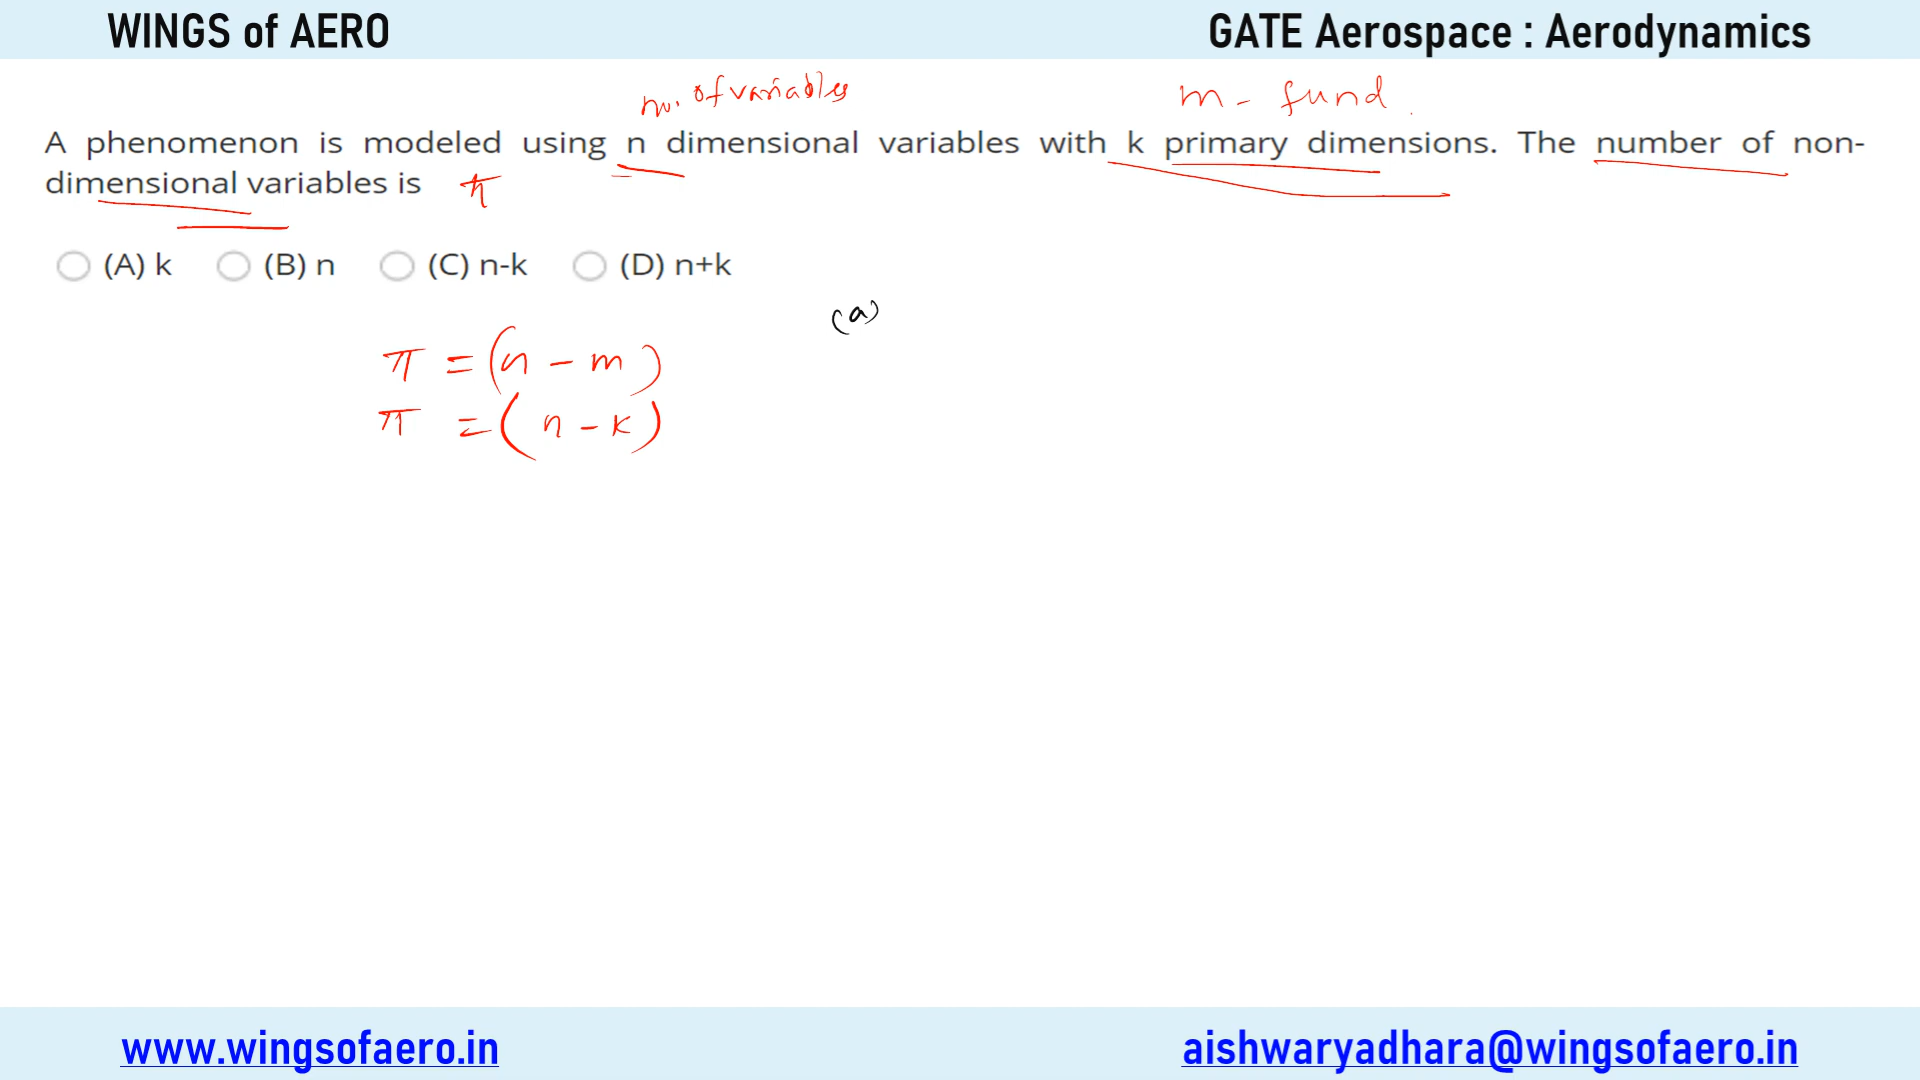 WINGS of AERO
GATE Aerospace : Aerodynamics
no. of variables
m - fund.
A phenomenon is modeled using n dimensional variables with k primary dimensions. The number of non-
dimensional variables is π
(A) k (B) n (C) n-k (D) n+k
(a)
π = (n - m)
π = (n - k)
www.wingsofaero.in
aishwaryadhara@wingsofaero.in